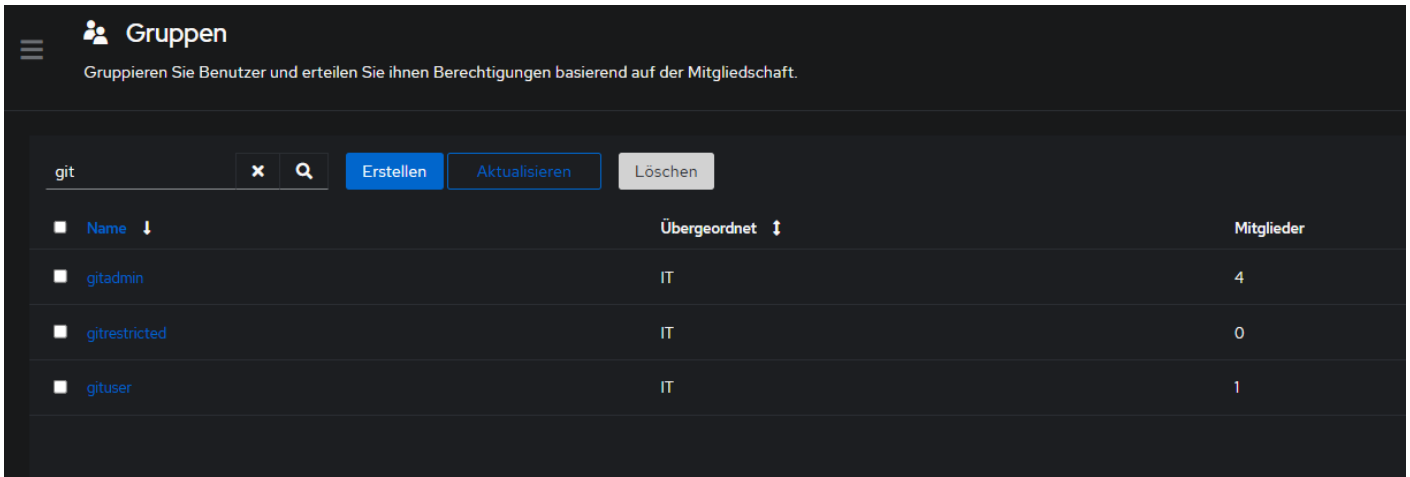 Gruppen
Gruppieren Sie Benutzer und erteilen Sie ihnen Berechtigungen basierend auf der Mitgliedschaft.
git Erstellen Aktualisieren Löschen
Name Übergeordnet Mitglieder
gitadmin IT 4
gitrestricted IT 0
gituser IT 1